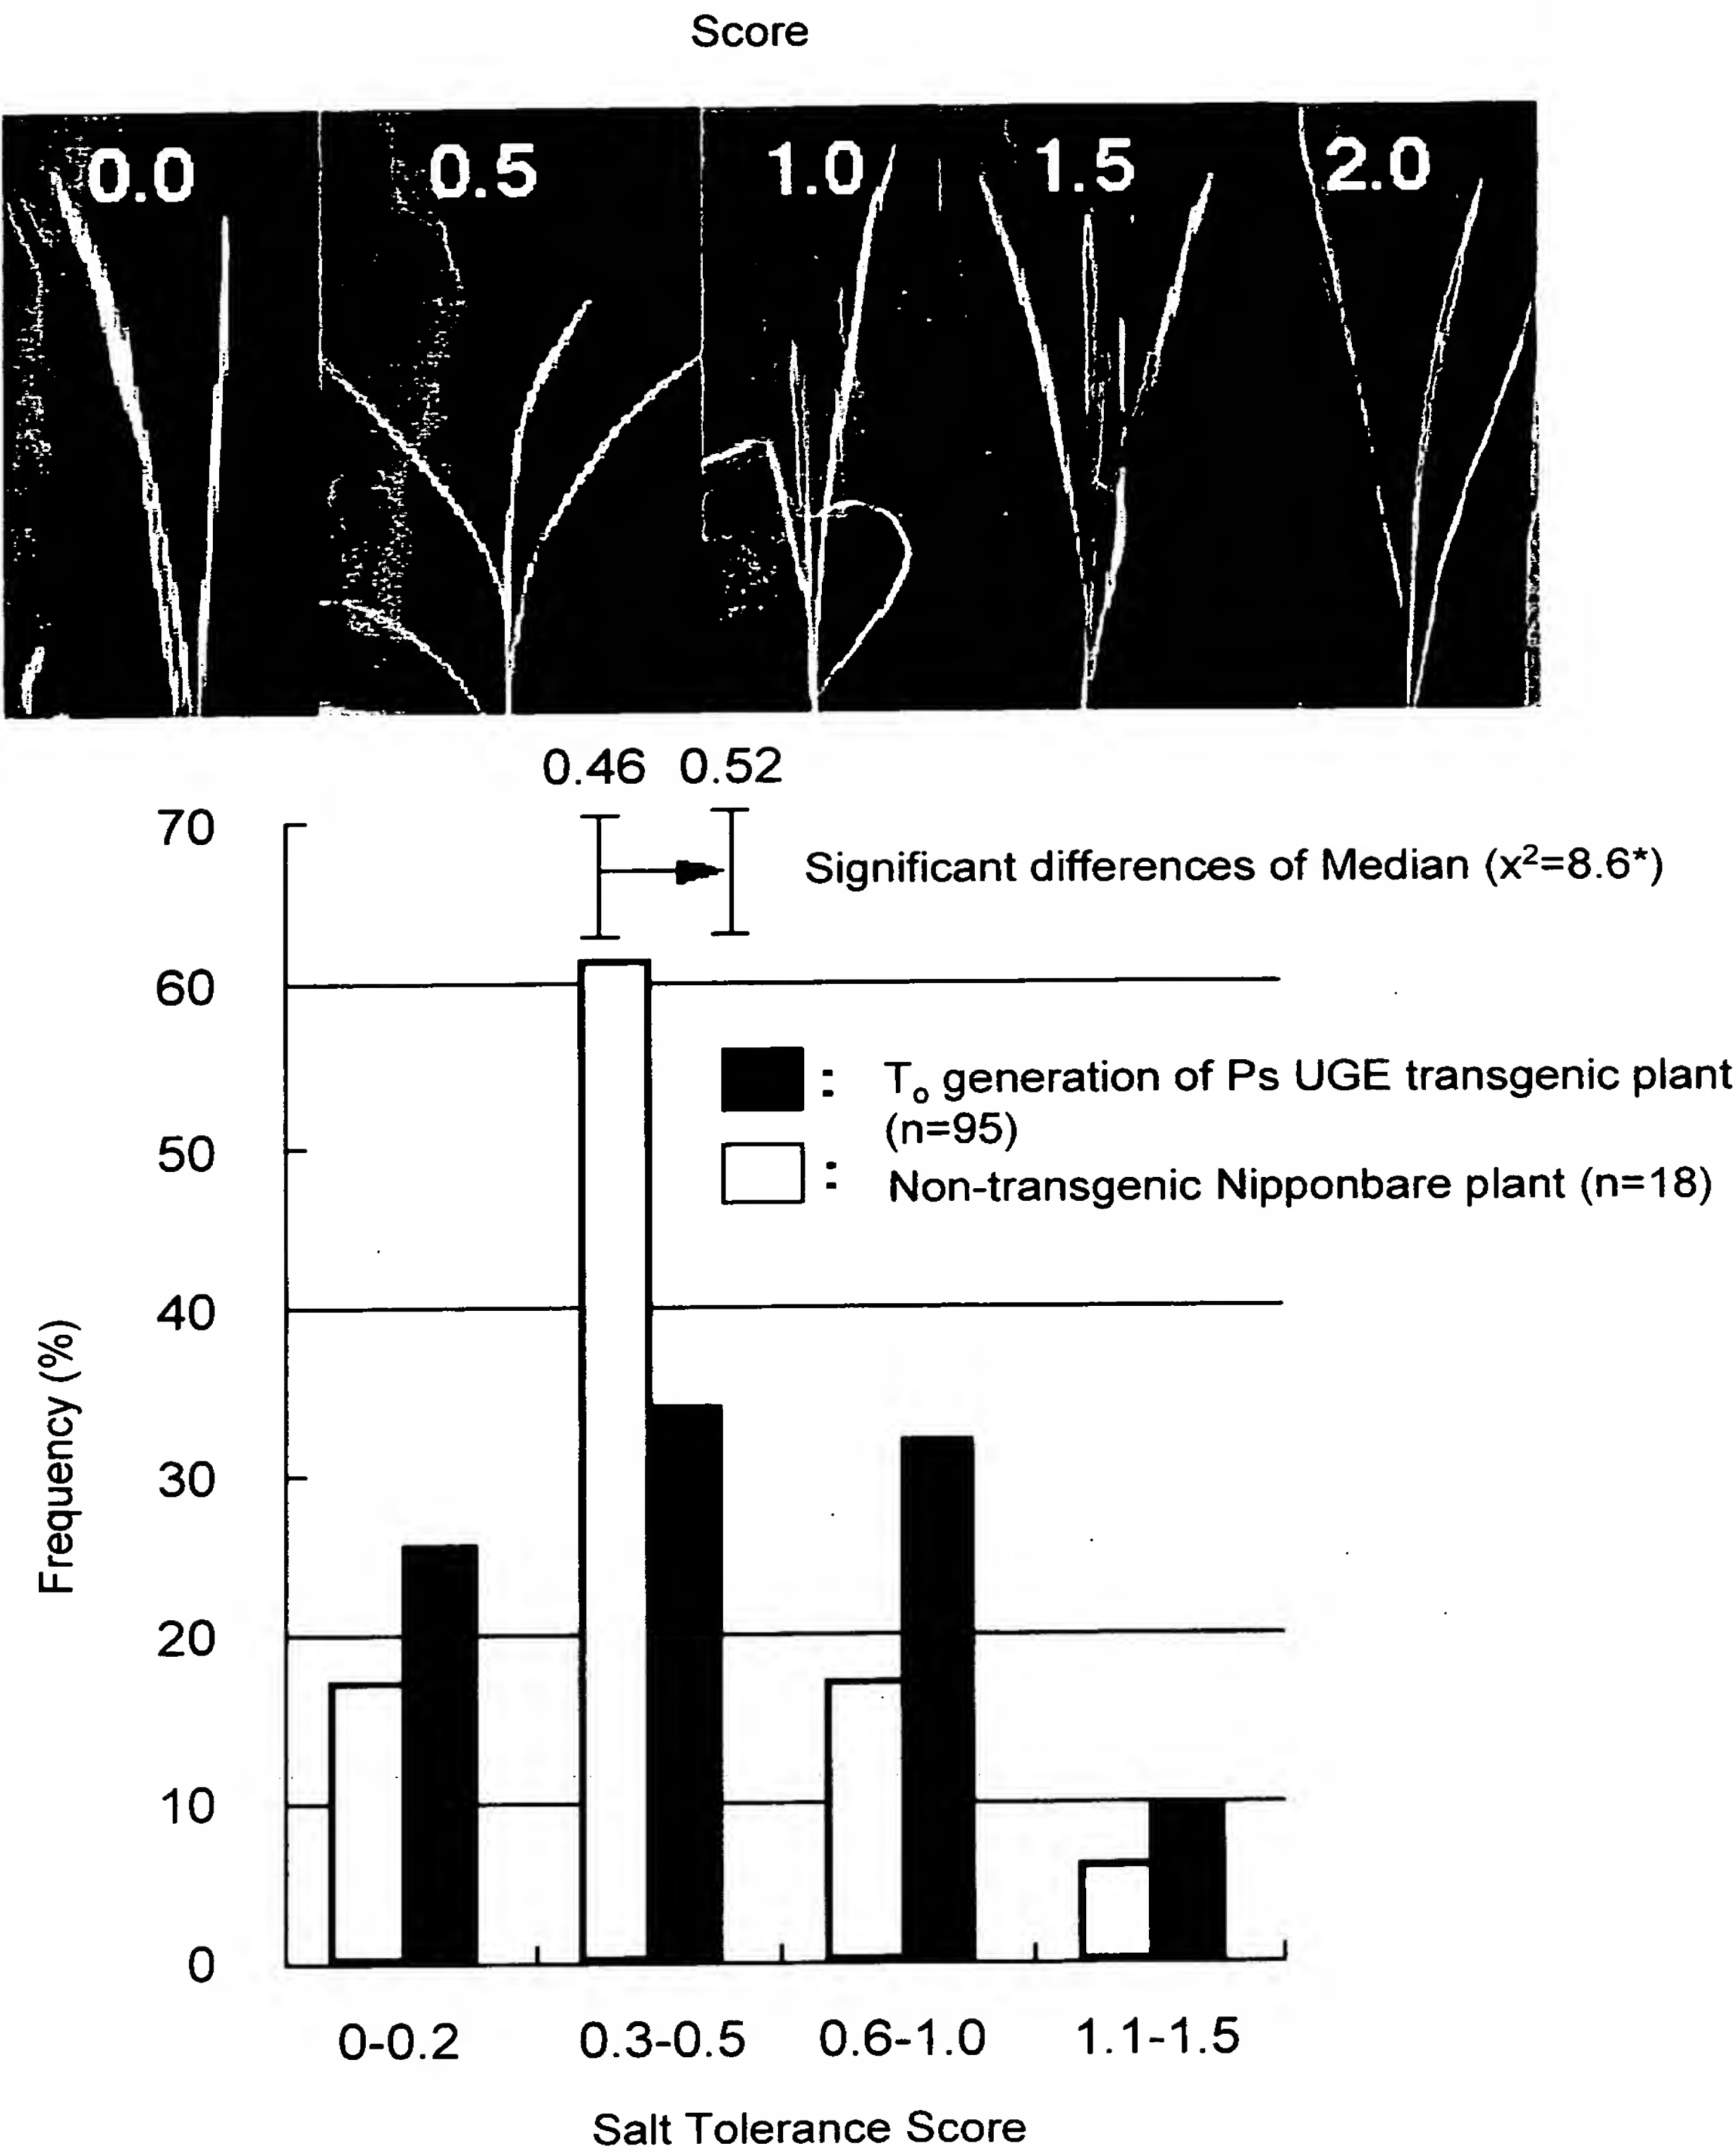 Score
0.0 0.5 1.0 1.5 2.0
0.46 0.52
Significant differences of Median (x²=8.6*)
70
60
50
40
30
20
10
0
Frequency (%)
: T₀ generation of Ps UGE transgenic plant
(n=95)
: Non-transgenic Nipponbare plant (n=18)
0-0.2 0.3-0.5 0.6-1.0 1.1-1.5
Salt Tolerance Score